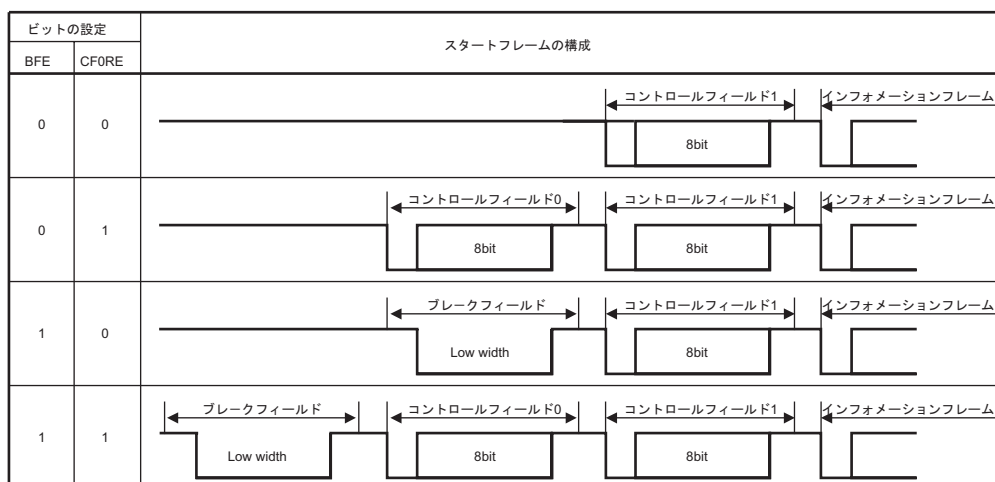 ビットの設定
スタートフレームの構成
BFE CF0RE
コントロールフィールド1 インフォメーションフレーム
0 0
8bit
コントロールフィールド0 コントロールフィールド1 インフォメーションフレーム
0 1
8bit 8bit
ブレークフィールド コントロールフィールド1 インフォメーションフレーム
1 0
Low width 8bit
ブレークフィールド コントロールフィールド0 コントロールフィールド1 インフォメーションフレーム
1 1
Low width 8bit 8bit